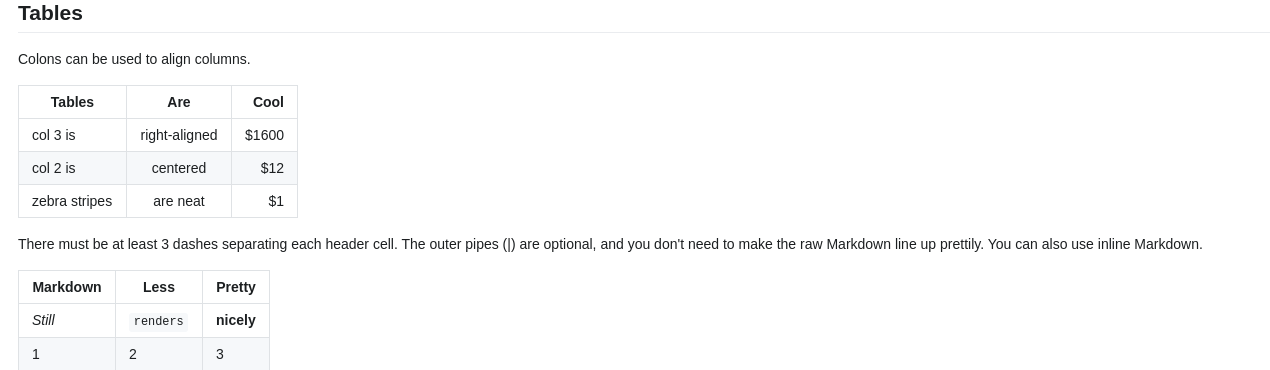 Tables
Colons can be used to align columns.
Tables Are Cool
col 3 is right-aligned $1600
col 2 is centered $12
zebra stripes are neat $1
There must be at least 3 dashes separating each header cell. The outer pipes (|) are optional, and you don't need to make the raw Markdown line up prettily. You can also use inline Markdown.
Markdown Less Pretty
Still renders nicely
1 2 3